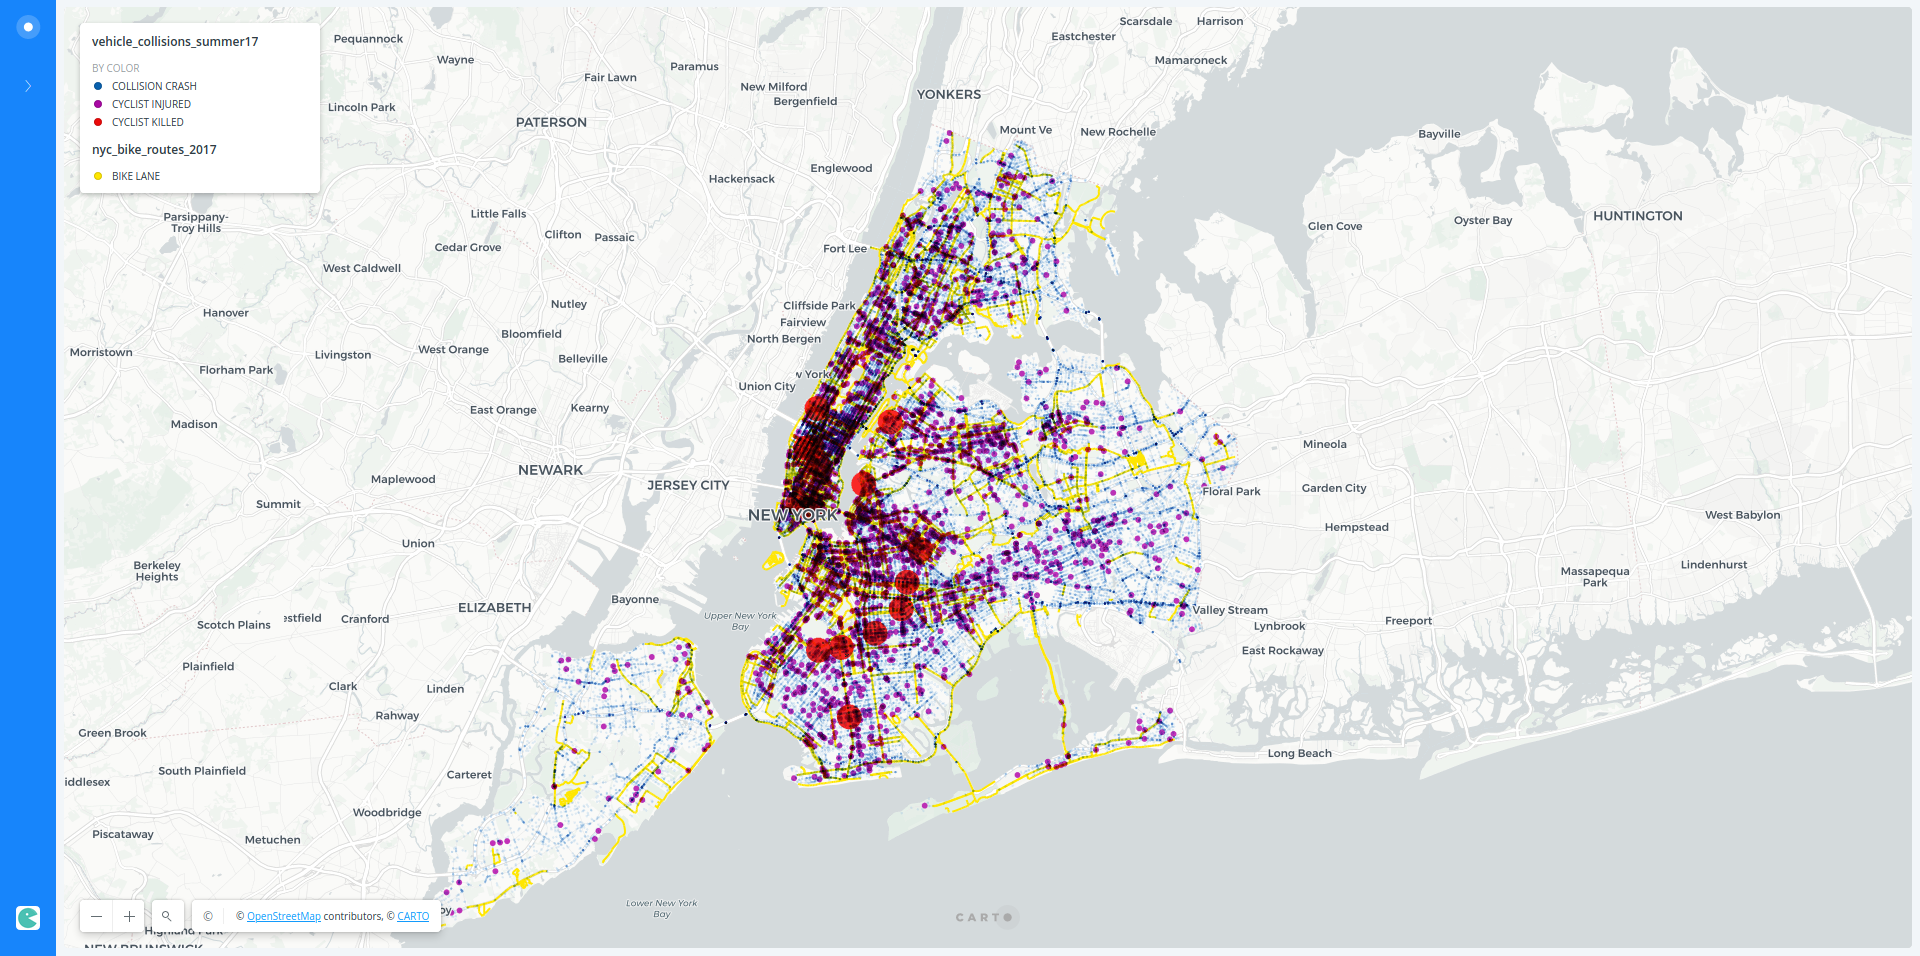 vehicle_collisions_summer17
BY COLOR
COLLISION CRASH
CYCLIST INJURED
CYCLIST KILLED
nyc_bike_routes_2017
BIKE LANE
Scarsdale
Harrison
Pequannock
Eastchester
Wayne
Paramus
Mamaroneck
Fair Lawn
New Milford
YONKERS
Bergenfield
Lincoln Park
PATERSON
Mount Ve
New Rochelle
Bayville
Englewood
Hackensack
Parsippany-
Troy Hills
Little Falls
HUNTINGTON
Oyster Bay
Glen Cove
Clifton
Passaic
Cedar Grove
Fort Lee
West Caldwell
Nutley
Cliffside Park
Hanover
Fairview
Bloomfield
North Bergen
Morristown
Livingston
West Orange
Belleville
Florham Park
w York
Union City
East Orange
Kearny
Madison
Mineola
NEWARK
Maplewood
JERSEY CITY
Floral Park
Garden City
Summit
NEW YORK
West Babylon
Hempstead
Union
Berkeley
Heights
Massapequa
Park
Lindenhurst
Bayonne
ELIZABETH
Valley Stream
Upper New York
Bay
estfield
Cranford
Scotch Plains
Lynbrook
Freeport
East Rockaway
Plainfield
Clark
Linden
Rahway
Green Brook
Long Beach
South Plainfield
Carteret
iddlesex
Woodbridge
Piscataway
Metuchen
Lower New York
Bay
oy
© OpenStreetMap contributors, © CARTO
CARTO
Highland Park
NEW BRUNSWICK